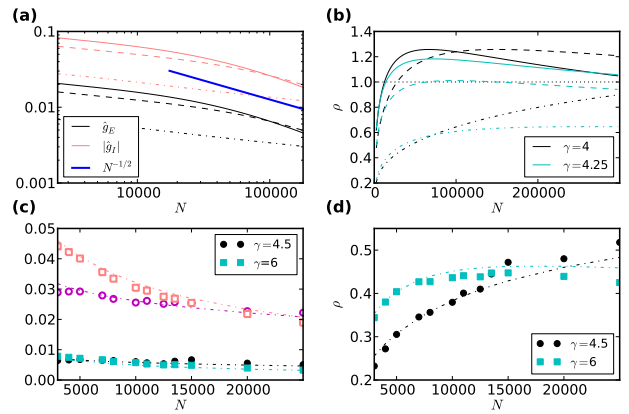 (a)
0.1
0.01
0.001
10000
100000
N
ĝ_E
|ĝ_I|
N^{-1/2}
(b)
1.4
1.2
1.0
0.8
0.6
0.4
0.2
ρ
0
100000
200000
N
γ=4
γ=4.25
(c)
0.05
0.04
0.03
0.02
0.01
0.00
5000
10000
15000
20000
N
γ=4.5
γ=6
(d)
0.5
0.4
0.3
0.2
ρ
5000
10000
15000
20000
N
γ=4.5
γ=6